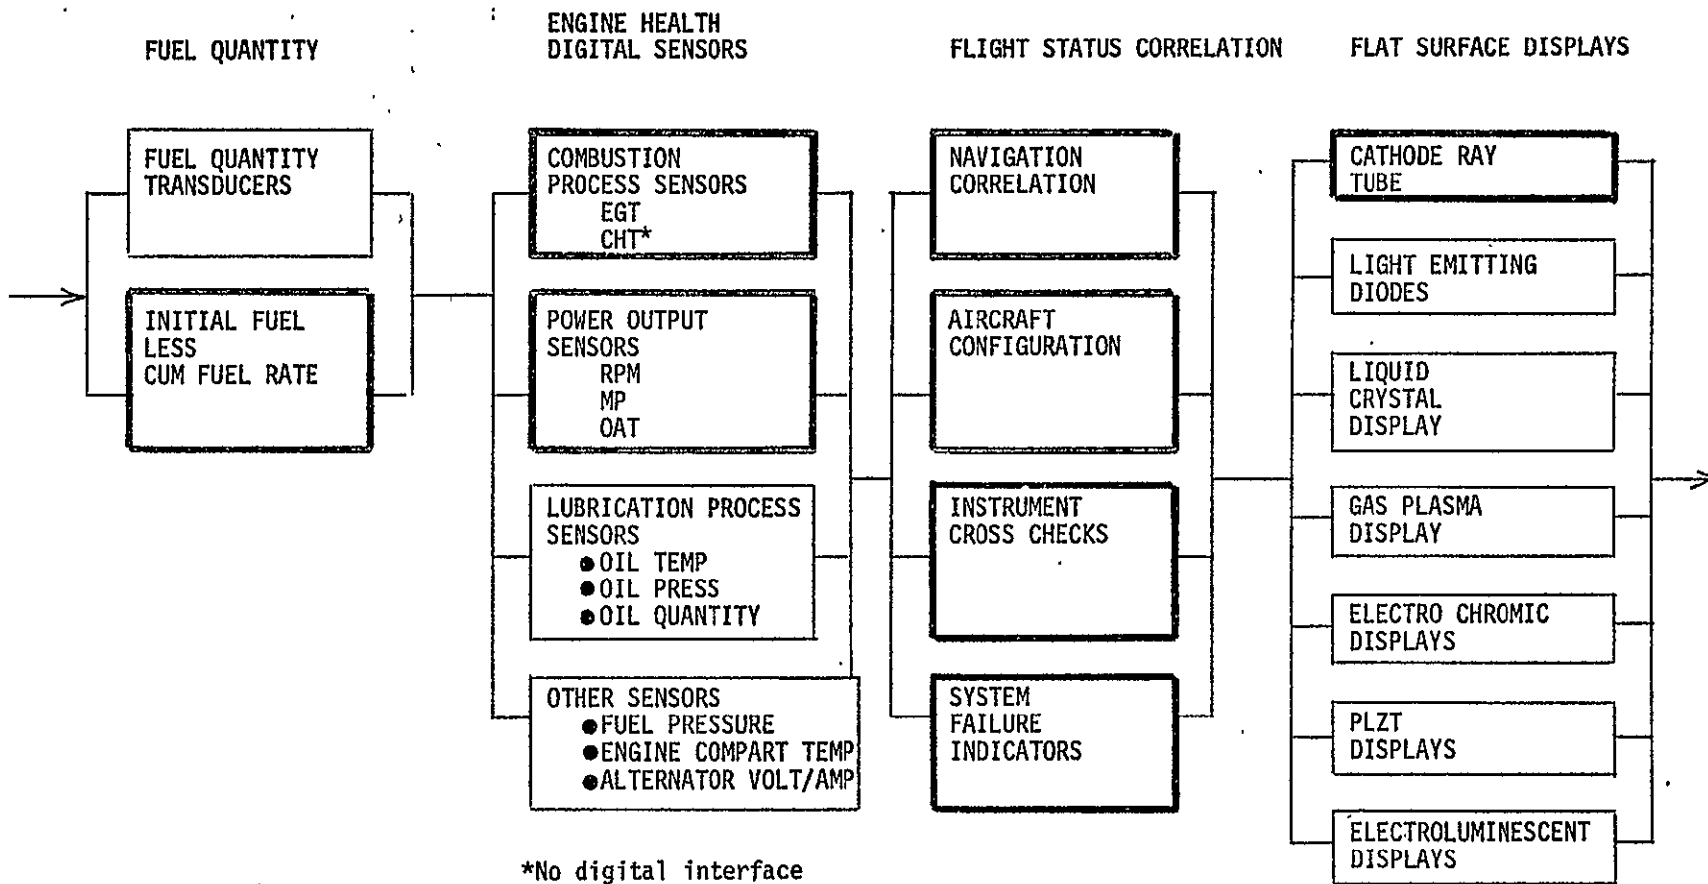 FUEL QUANTITY
ENGINE HEALTH
DIGITAL SENSORS
FLIGHT STATUS CORRELATION
FLAT SURFACE DISPLAYS
FUEL QUANTITY
TRANSDUCERS
INITIAL FUEL
LESS
CUM FUEL RATE
COMBUSTION
PROCESS SENSORS
EGT
CHT*
POWER OUTPUT
SENSORS
RPM
MP
OAT
LUBRICATION PROCESS
SENSORS
●OIL TEMP
●OIL PRESS
●OIL QUANTITY
OTHER SENSORS
●FUEL PRESSURE
●ENGINE COMPART TEMP
●ALTERNATOR VOLT/AMP
*No digital interface
NAVIGATION
CORRELATION
AIRCRAFT
CONFIGURATION
INSTRUMENT
CROSS CHECKS
SYSTEM
FAILURE
INDICATORS
CATHODE RAY
TUBE
LIGHT EMITTING
DIODES
LIQUID
CRYSTAL
DISPLAY
GAS PLASMA
DISPLAY
ELECTRO CHROMIC
DISPLAYS
PLZT
DISPLAYS
ELECTROLUMINESCENT
DISPLAYS